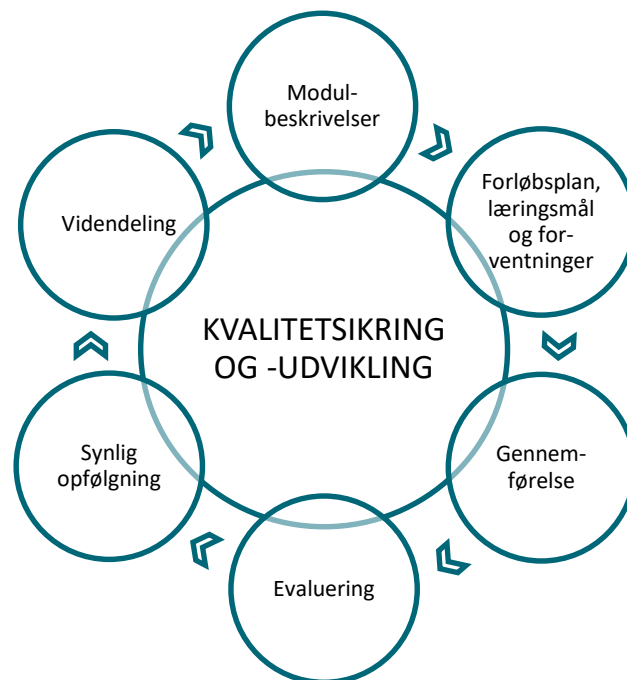 Modul-
beskrivelser
Forløbsplan,
læringsmål
og for-
ventninger
Gennem-
førelse
Evaluering
Synlig
opfølgning
Videndeling
KVALITETSIKRING
OG -UDVIKLING